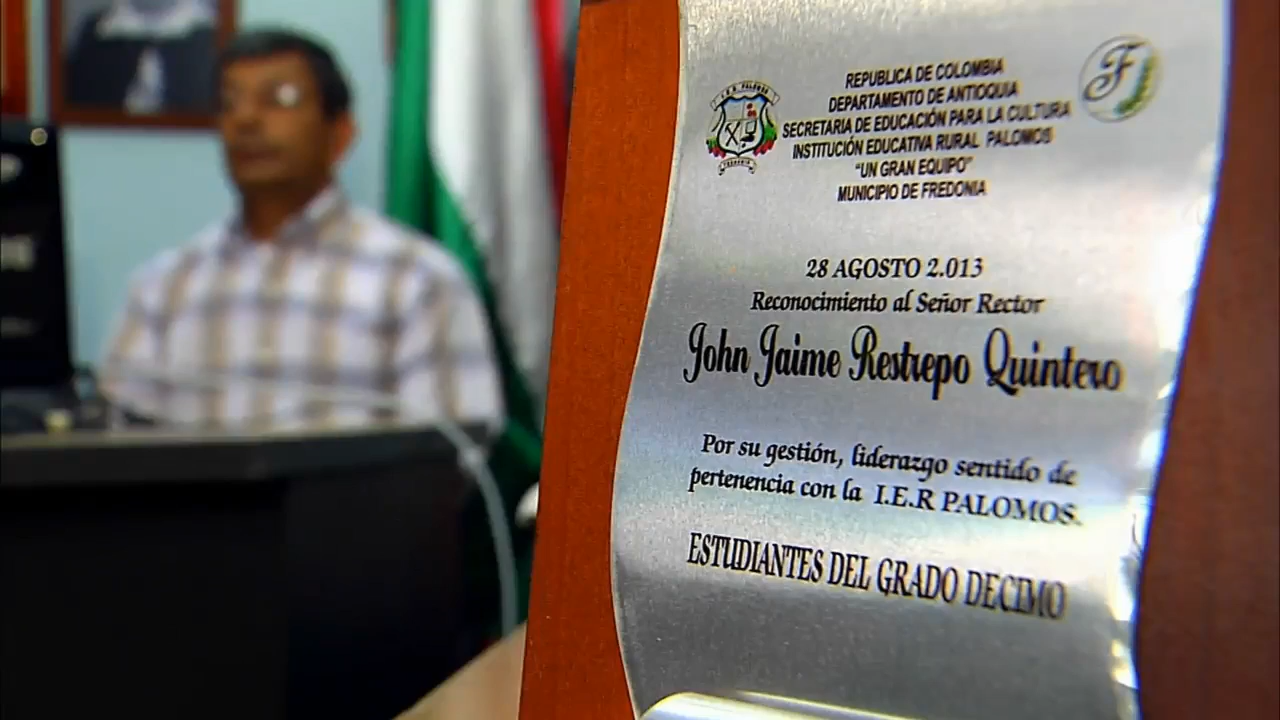 REPUBLICA DE COLOMBIA
DEPARTAMENTO DE ANTIOQUIA
SECRETARIA DE EDUCACIÓN PARA LA CULTURA
INSTITUCIÓN EDUCATIVA RURAL PALOMOS
"UN GRAN EQUIPO"
MUNICIPIO DE FREDONIA
F
28 AGOSTO 2.013
Reconocimiento al Señor Rector
John Jaime Restrepo Quintero
Por su gestión, liderazgo sentido de
pertenencia con la I.E.R PALOMOS.
ESTUDIANTES DEL GRADO DECIMO